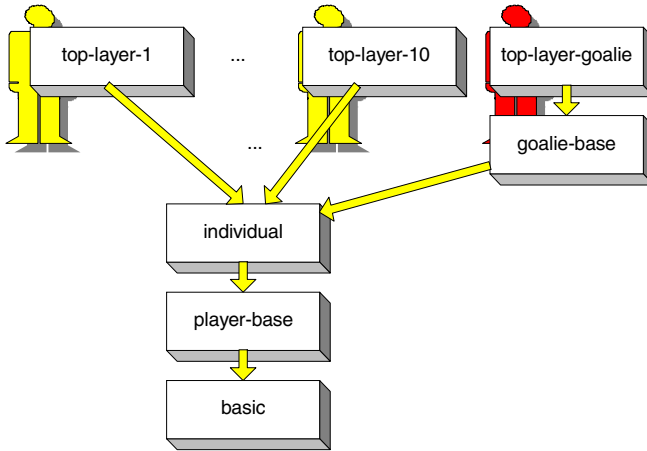 top-layer-1
...
top-layer-10
top-layer-goalie
...
goalie-base
individual
player-base
basic